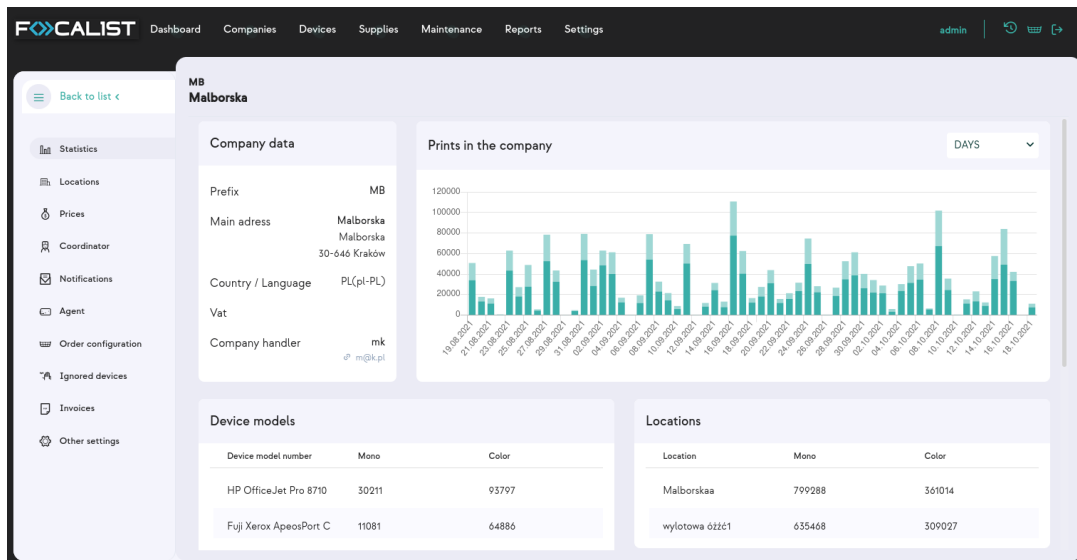 FOCALIST
Dashboard Companies Devices Supplies Maintenance Reports Settings admin
Back to list <
MB
Malborska
Statistics
Locations
Prices
Coordinator
Notifications
Agent
Order configuration
Ignored devices
Invoices
Other settings
Company data
Prefix MB
Main adress Malborska
Malborska
30-646 Kraków
Country / Language PL(pl-PL)
Vat
Company handler mk
m@k.pl
Prints in the company DAYS
120000
100000
80000
60000
40000
20000
0
19.08.2021 21.08.2021 23.08.2021 25.08.2021 27.08.2021 29.08.2021 31.08.2021 02.09.2021 04.09.2021 06.09.2021 08.09.2021 10.09.2021 12.09.2021 14.09.2021 16.09.2021 18.09.2021 20.09.2021 22.09.2021 24.09.2021 26.09.2021 28.09.2021 30.09.2021 02.10.2021 04.10.2021 06.10.2021 08.10.2021 10.10.2021 12.10.2021 14.10.2021 16.10.2021 18.10.2021
Device models
Device model number Mono Color
HP OfficeJet Pro 8710 30211 93797
Fuji Xerox ApeosPort C 11081 64886
Locations
Location Mono Color
Malborskaa 799288 361014
wylotowa óżźć1 635468 309027